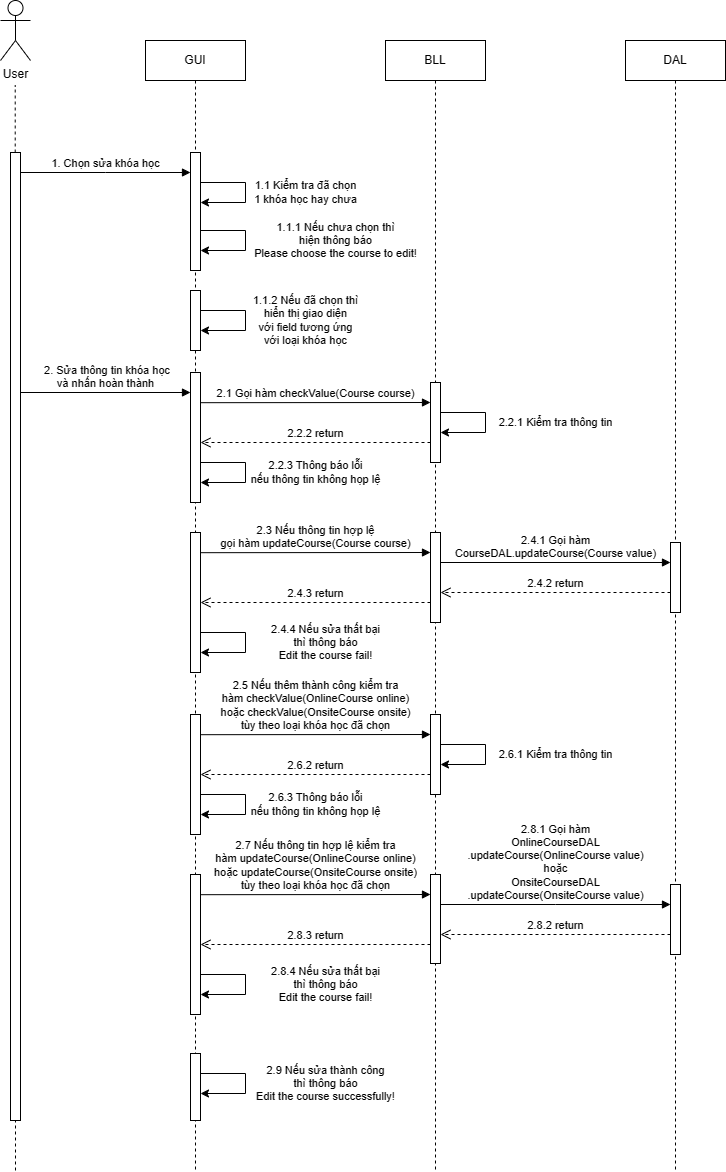 User
GUI
BLL
DAL
1. Chọn sửa khóa học
1.1 Kiểm tra đã chọn
1 khóa học hay chưa
1.1.1 Nếu chưa chọn thì
hiện thông báo
Please choose the course to edit!
1.1.2 Nếu đã chọn thì
hiển thị giao diện
với field tương ứng
với loại khóa học
2. Sửa thông tin khóa học
và nhấn hoàn thành
2.1 Gọi hàm checkValue(Course course)
2.2.1 Kiểm tra thông tin
2.2.2 return
2.2.3 Thông báo lỗi
nếu thông tin không họp lệ
2.3 Nếu thông tin hợp lệ
gọi hàm updateCourse(Course course)
2.4.1 Gọi hàm
CourseDAL.updateCourse(Course value)
2.4.2 return
2.4.3 return
2.4.4 Nếu sửa thất bại
thì thông báo
Edit the course fail!
2.5 Nếu thêm thành công kiểm tra
hàm checkValue(OnlineCourse online)
hoặc checkValue(OnsiteCourse onsite)
tùy theo loại khóa học đã chọn
2.6.1 Kiểm tra thông tin
2.6.2 return
2.6.3 Thông báo lỗi
nếu thông tin không họp lệ
2.7 Nếu thông tin hợp lệ kiểm tra
hàm updateCourse(OnlineCourse online)
hoặc updateCourse(OnsiteCourse onsite)
tùy theo loại khóa học đã chọn
2.8.1 Gọi hàm
OnlineCourseDAL
.updateCourse(OnlineCourse value)
hoặc
OnsiteCourseDAL
.updateCourse(OnsiteCourse value)
2.8.2 return
2.8.3 return
2.8.4 Nếu sửa thất bại
thì thông báo
Edit the course fail!
2.9 Nếu sửa thành công
thì thông báo
Edit the course successfully!